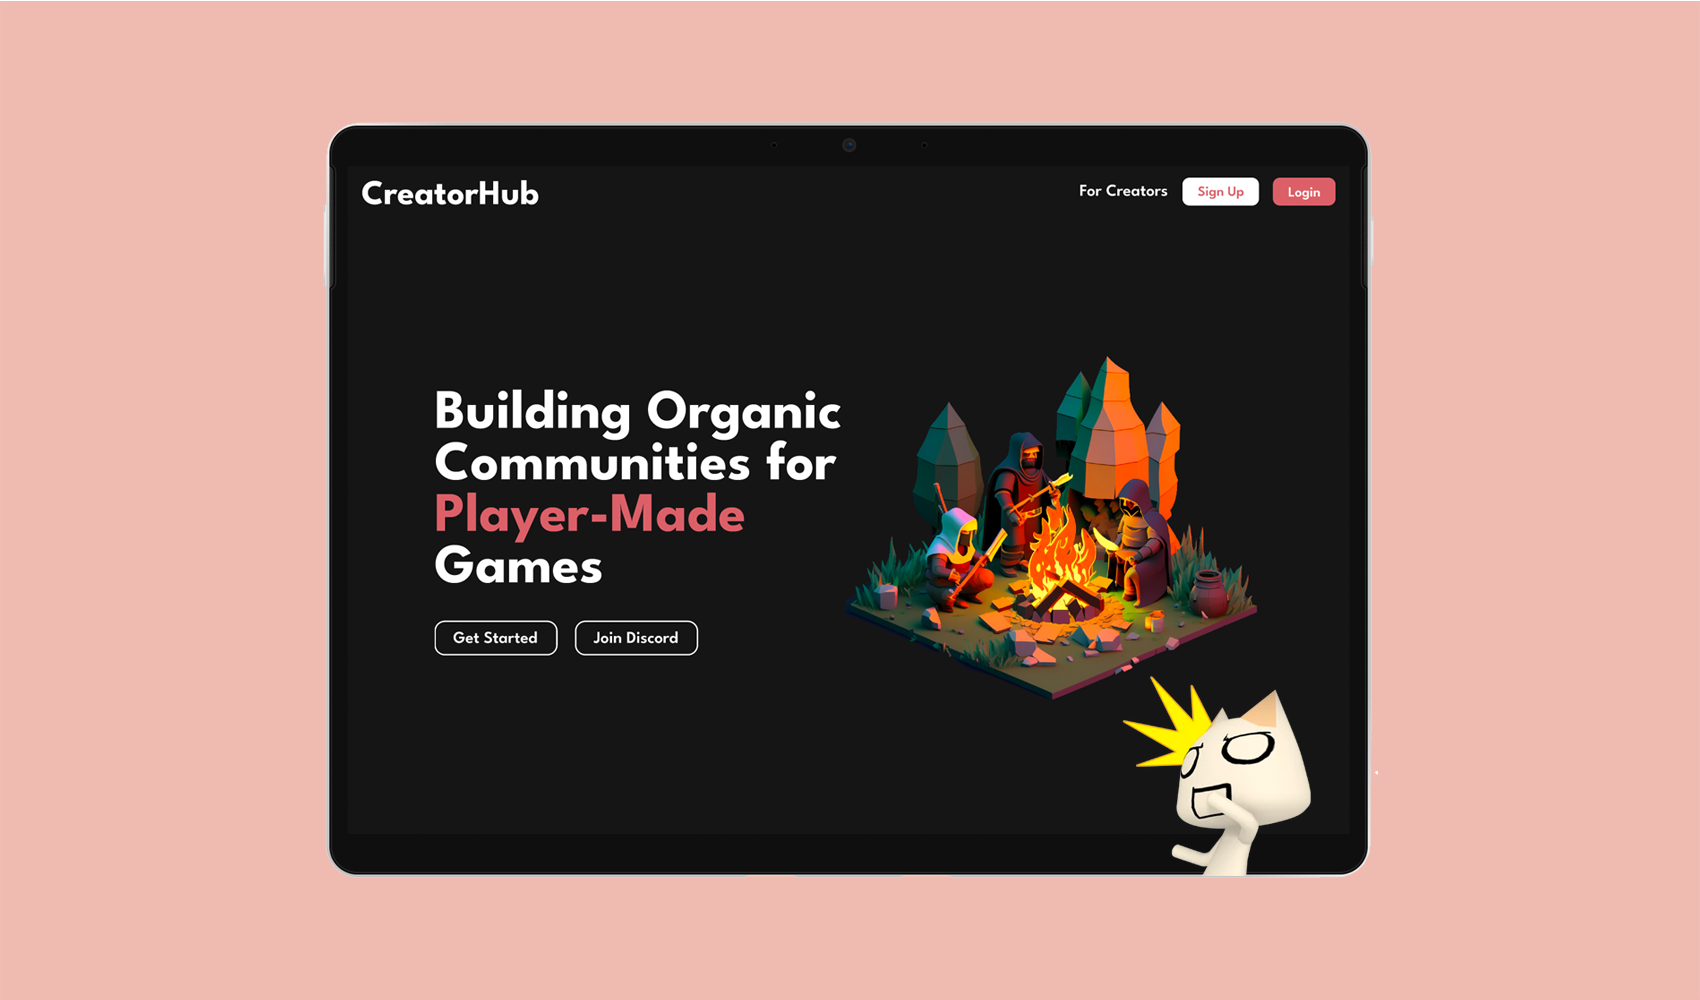 CreatorHub
For Creators
Sign Up
Login
Building Organic
Communities for
Player-Made
Games
Get Started
Join Discord